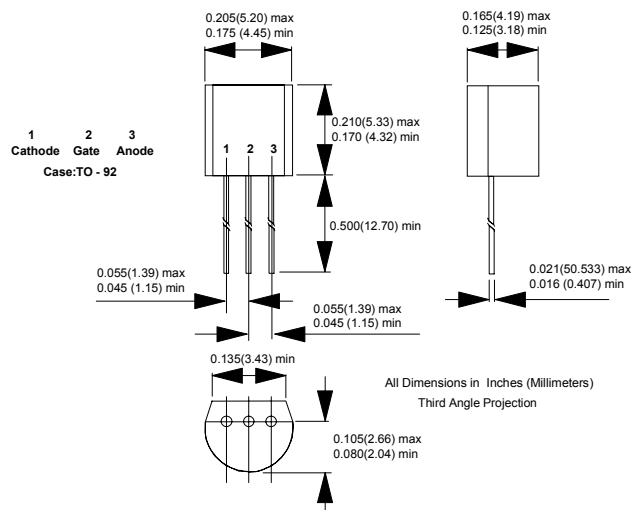 0.205(5.20) max
0.175 (4.45) min
0.165(4.19) max
0.125(3.18) min
0.210(5.33) max
0.170 (4.32) min
1 2 3
Cathode Gate Anode
Case:TO - 92
1 2 3
0.500(12.70) min
0.055(1.39) max
0.045 (1.15) min
0.021(50.533) max
0.016 (0.407) min
0.055(1.39) max
0.045 (1.15) min
0.135(3.43) min
All Dimensions in Inches (Millimeters)
Third Angle Projection
0.105(2.66) max
0.080(2.04) min